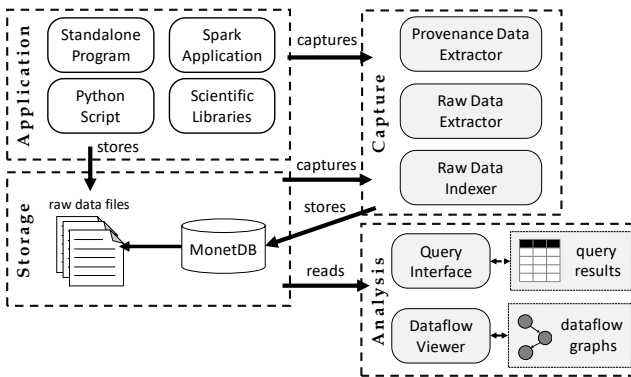 Application
Standalone
Program
Spark
Application
Python
Script
Scientific
Libraries
captures
Capture
Provenance Data
Extractor
Raw Data
Extractor
Raw Data
Indexer
stores
captures
stores
Storage
raw data files
MonetDB
reads
Analysis
Query
Interface
query
results
Dataflow
Viewer
dataflow
graphs